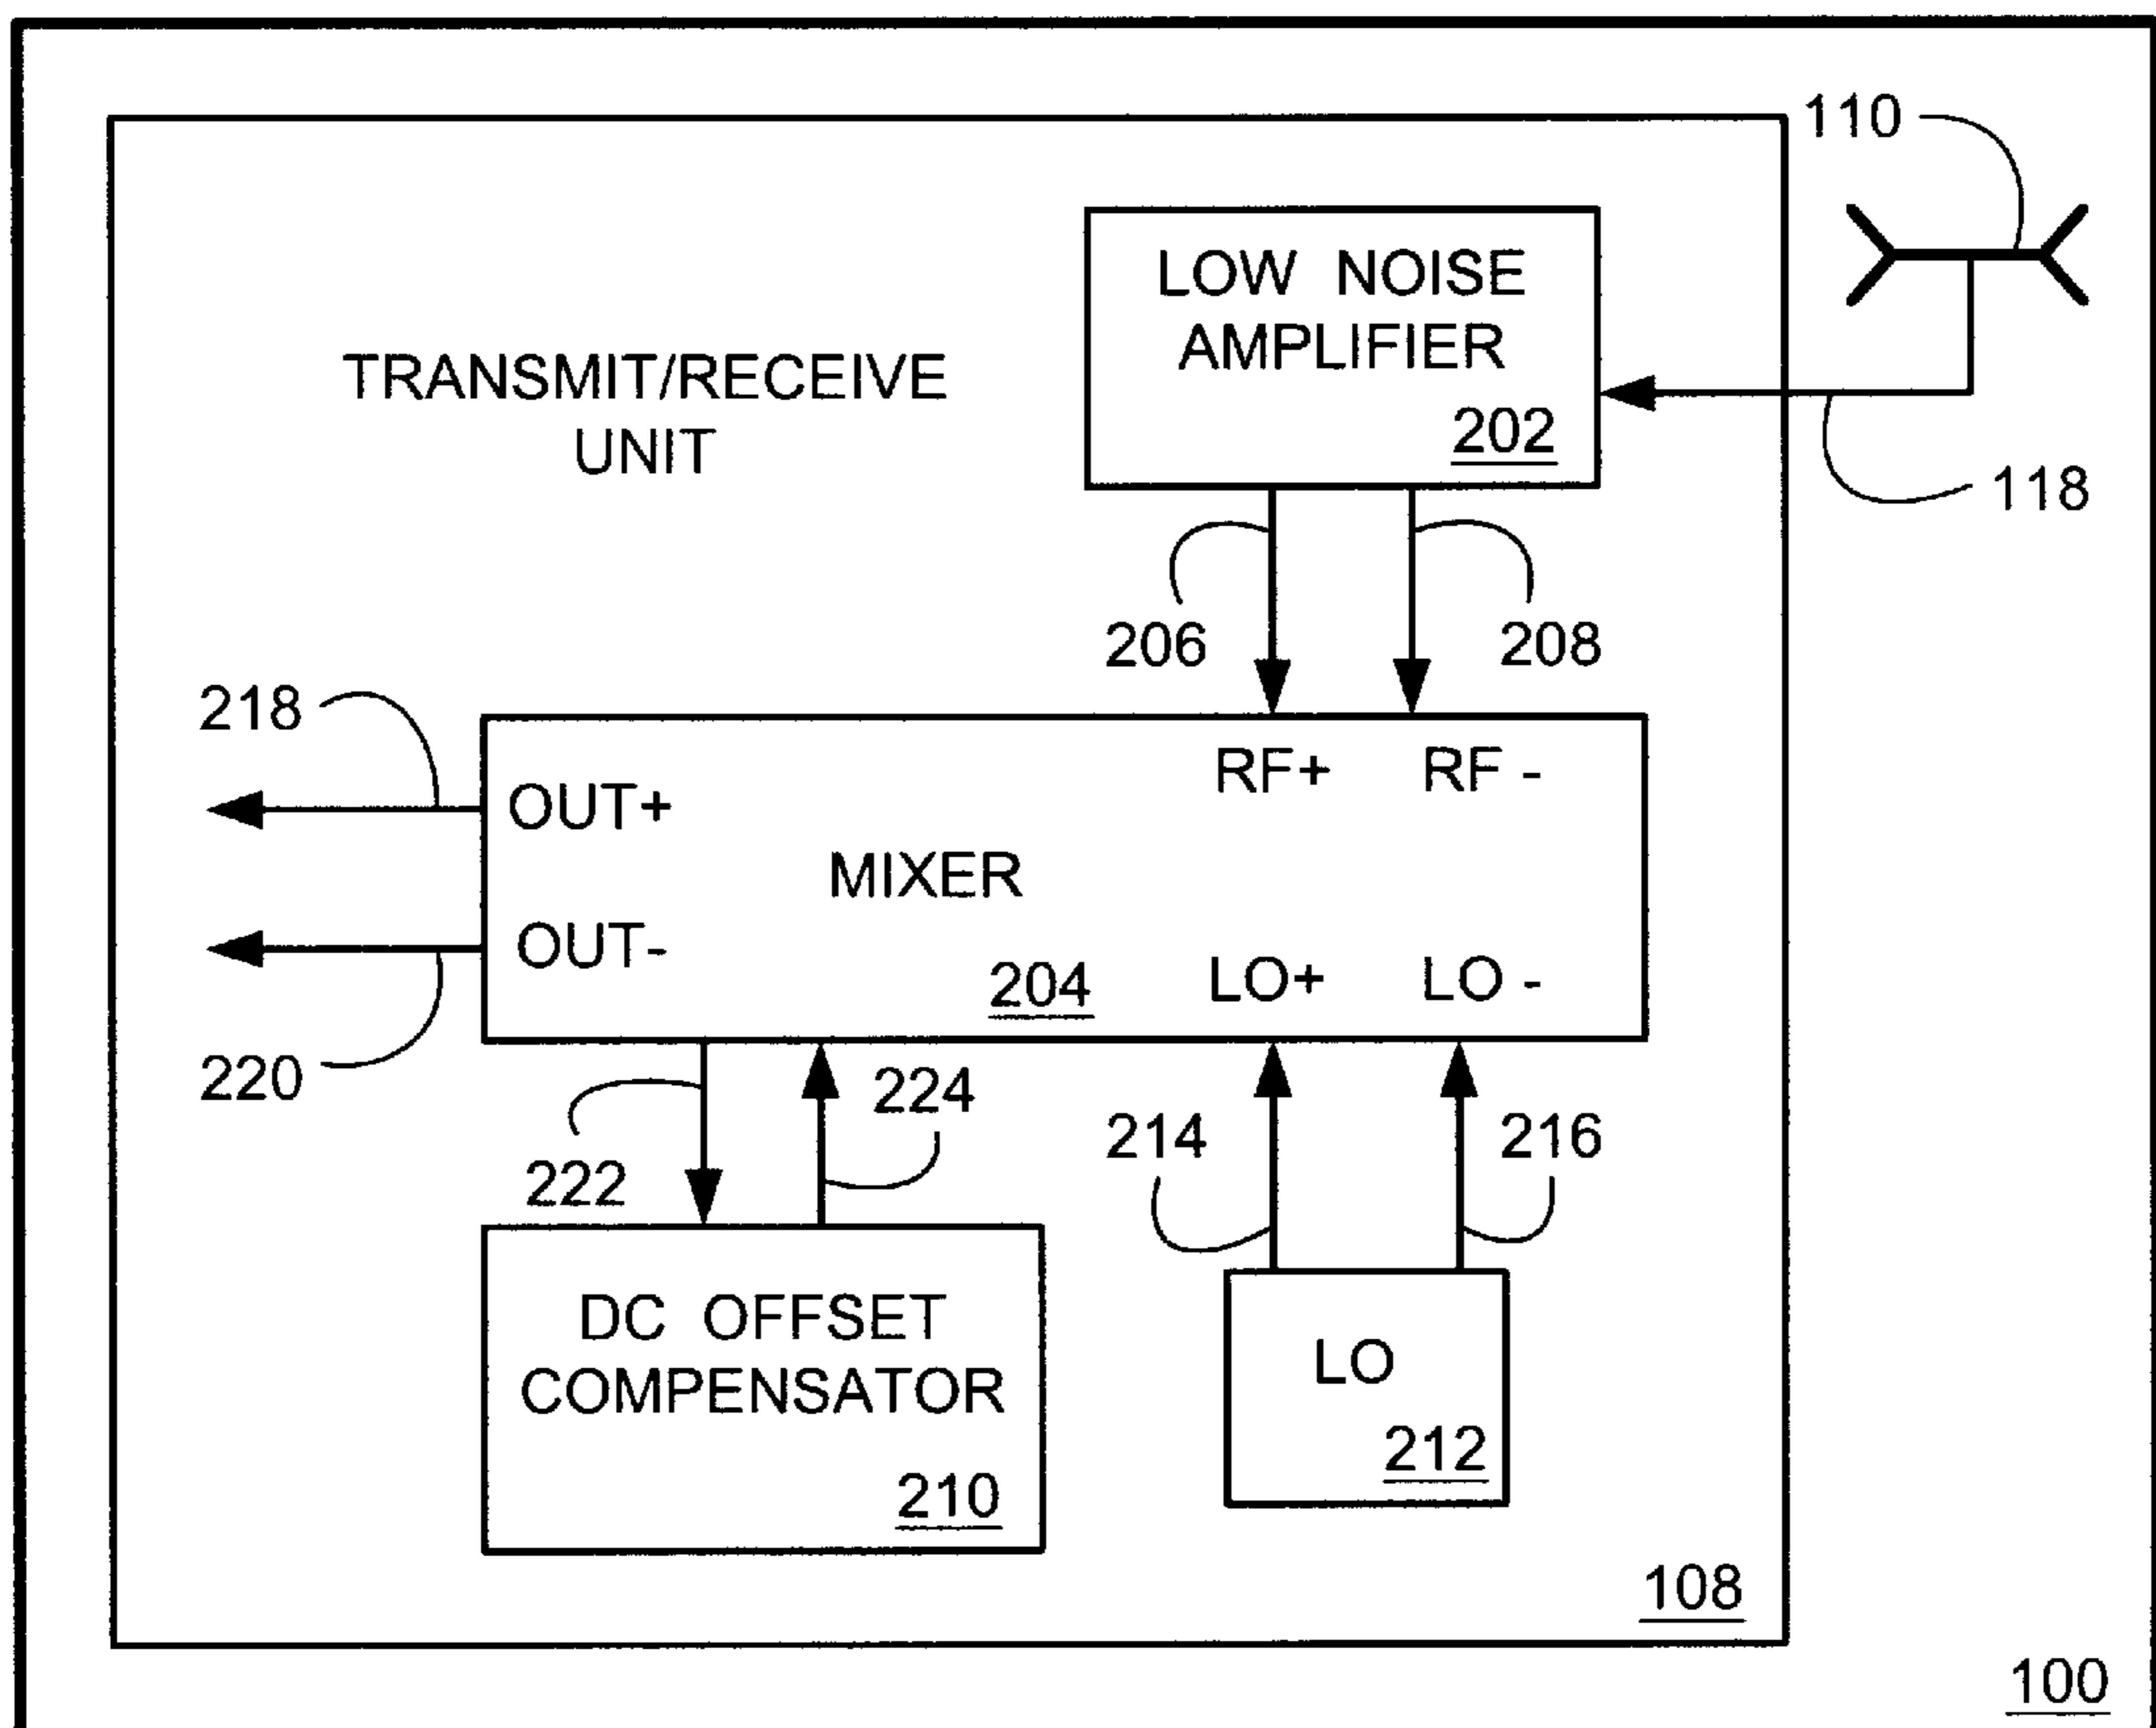 110
LOW NOISE
AMPLIFIER
202
TRANSMIT/RECEIVE
UNIT
118
206
208
218
RF+ RF -
OUT+
MIXER
OUT-
204
LO+ LO -
220
222
224
214
216
DC OFFSET
COMPENSATOR
210
LO
212
108
100